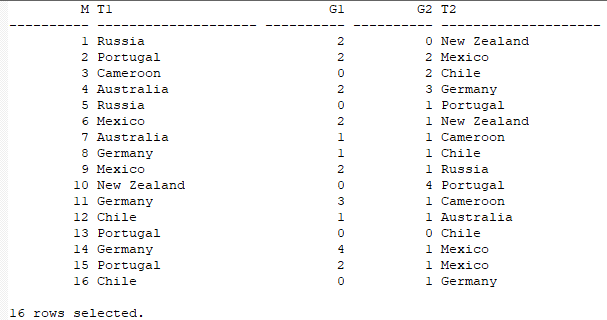 M T1 G1 G2 T2
---------- -------------------- ---------- ---------- --------------------
1 Russia 2 0 New Zealand
2 Portugal 2 2 Mexico
3 Cameroon 0 2 Chile
4 Australia 2 3 Germany
5 Russia 0 1 Portugal
6 Mexico 2 1 New Zealand
7 Australia 1 1 Cameroon
8 Germany 1 1 Chile
9 Mexico 2 1 Russia
10 New Zealand 0 4 Portugal
11 Germany 3 1 Cameroon
12 Chile 1 1 Australia
13 Portugal 0 0 Chile
14 Germany 4 1 Mexico
15 Portugal 2 1 Mexico
16 Chile 0 1 Germany
16 rows selected.